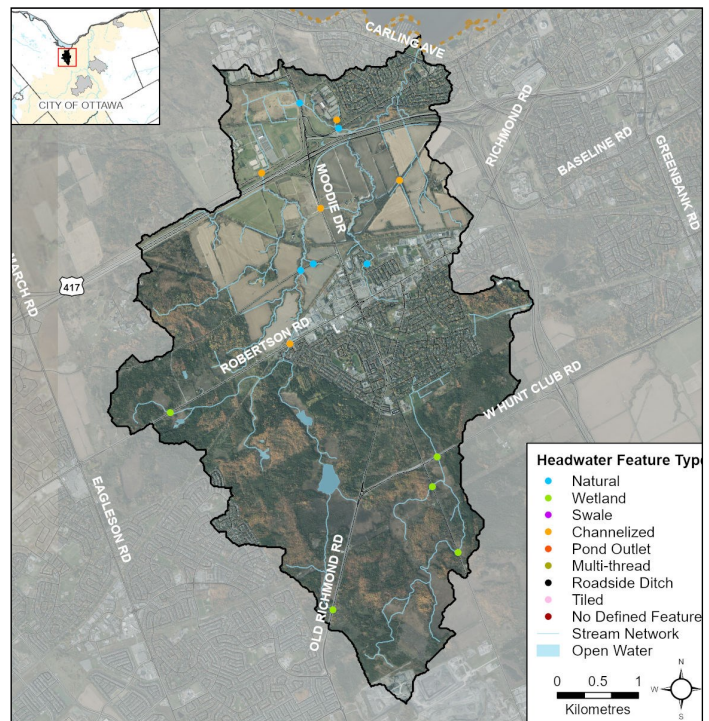 CITY OF OTTAWA
CARLING AVE
RICHMOND RD
BASELINE RD
GREENBANK RD
MOODIE DR
MARCH RD
417
ROBERTSON RD
W HUNT CLUB RD
EAGLESON RD
OLD RICHMOND RD
Headwater Feature Type
Natural
Wetland
Swale
Channelized
Pond Outlet
Multi-thread
Roadside Ditch
Tiled
No Defined Feature
Stream Network
Open Water
0 0.5 1
Kilometres
N
W E
S